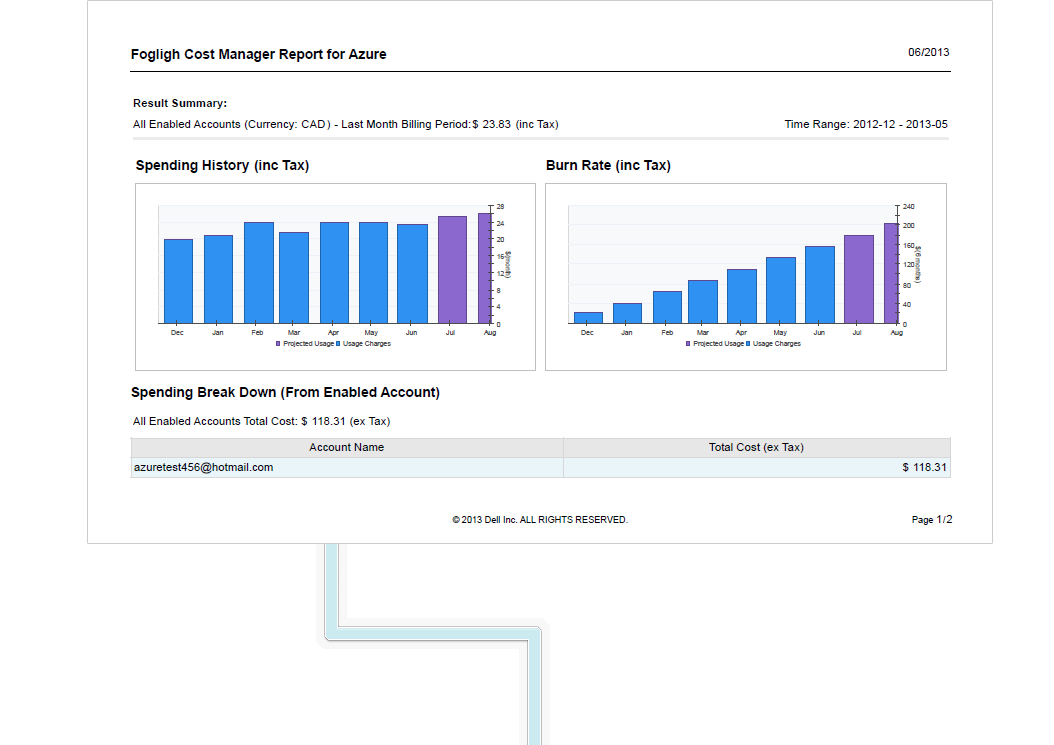 Fogligh Cost Manager Report for Azure
06/2013
Result Summary:
All Enabled Accounts (Currency: CAD ) - Last Month Billing Period:$ 23.83 (inc Tax)
Time Range: 2012-12 - 2013-05
Spending History (inc Tax)
28
24
20
16
12
8
4
0
$(month)
Dec Jan Feb Mar Apr May Jun Jul Aug
Projected Usage Usage Charges
Burn Rate (inc Tax)
240
200
160
120
80
40
0
$(6 months)
Dec Jan Feb Mar Apr May Jun Jul Aug
Projected Usage Usage Charges
Spending Break Down (From Enabled Account)
All Enabled Accounts Total Cost: $ 118.31 (ex Tax)
Account Name Total Cost (ex Tax)
azuretest456@hotmail.com $ 118.31
© 2013 Dell Inc. ALL RIGHTS RESERVED.
Page 1/2